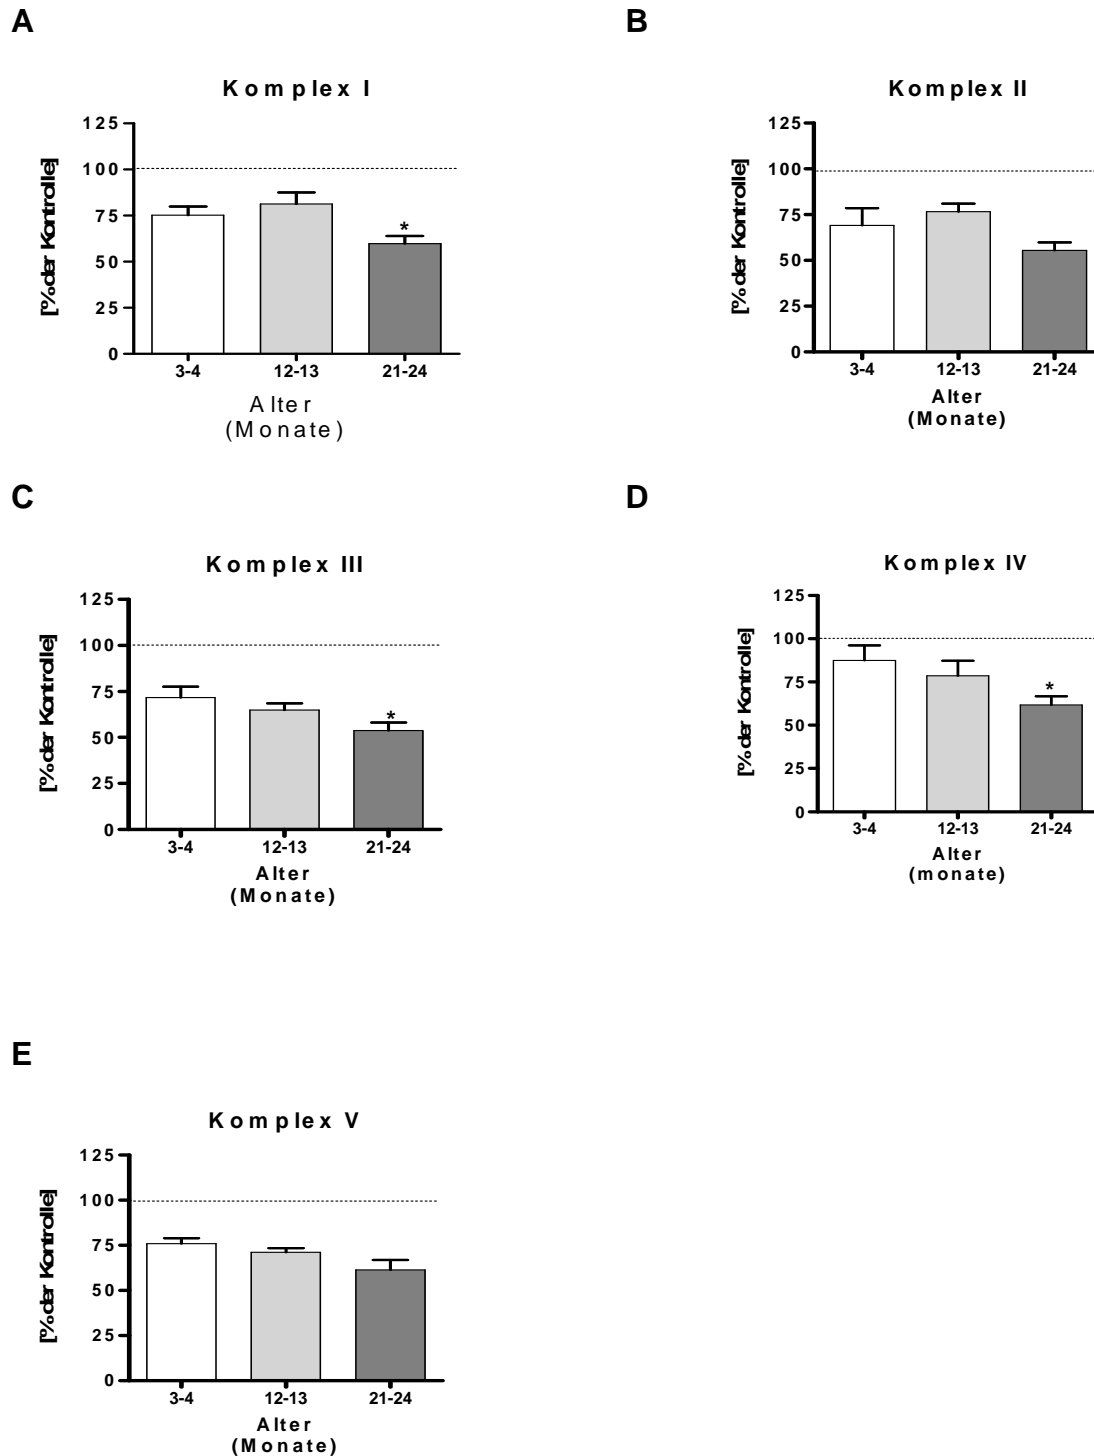 A
Komplex I
[% der Kontrolle]
125
100
75
50
25
0
*
3-4 12-13 21-24
Alter
(Monate)
B
Komplex II
[% der Kontrolle]
125
100
75
50
25
0
3-4 12-13 21-24
Alter
(Monate)
C
Komplex III
[% der Kontrolle]
125
100
75
50
25
0
*
3-4 12-13 21-24
Alter
(Monate)
D
Komplex IV
[% der Kontrolle]
125
100
75
50
25
0
*
3-4 12-13 21-24
Alter
(monate)
E
Komplex V
[% der Kontrolle]
125
100
75
50
25
0
3-4 12-13 21-24
Alter
(Monate)